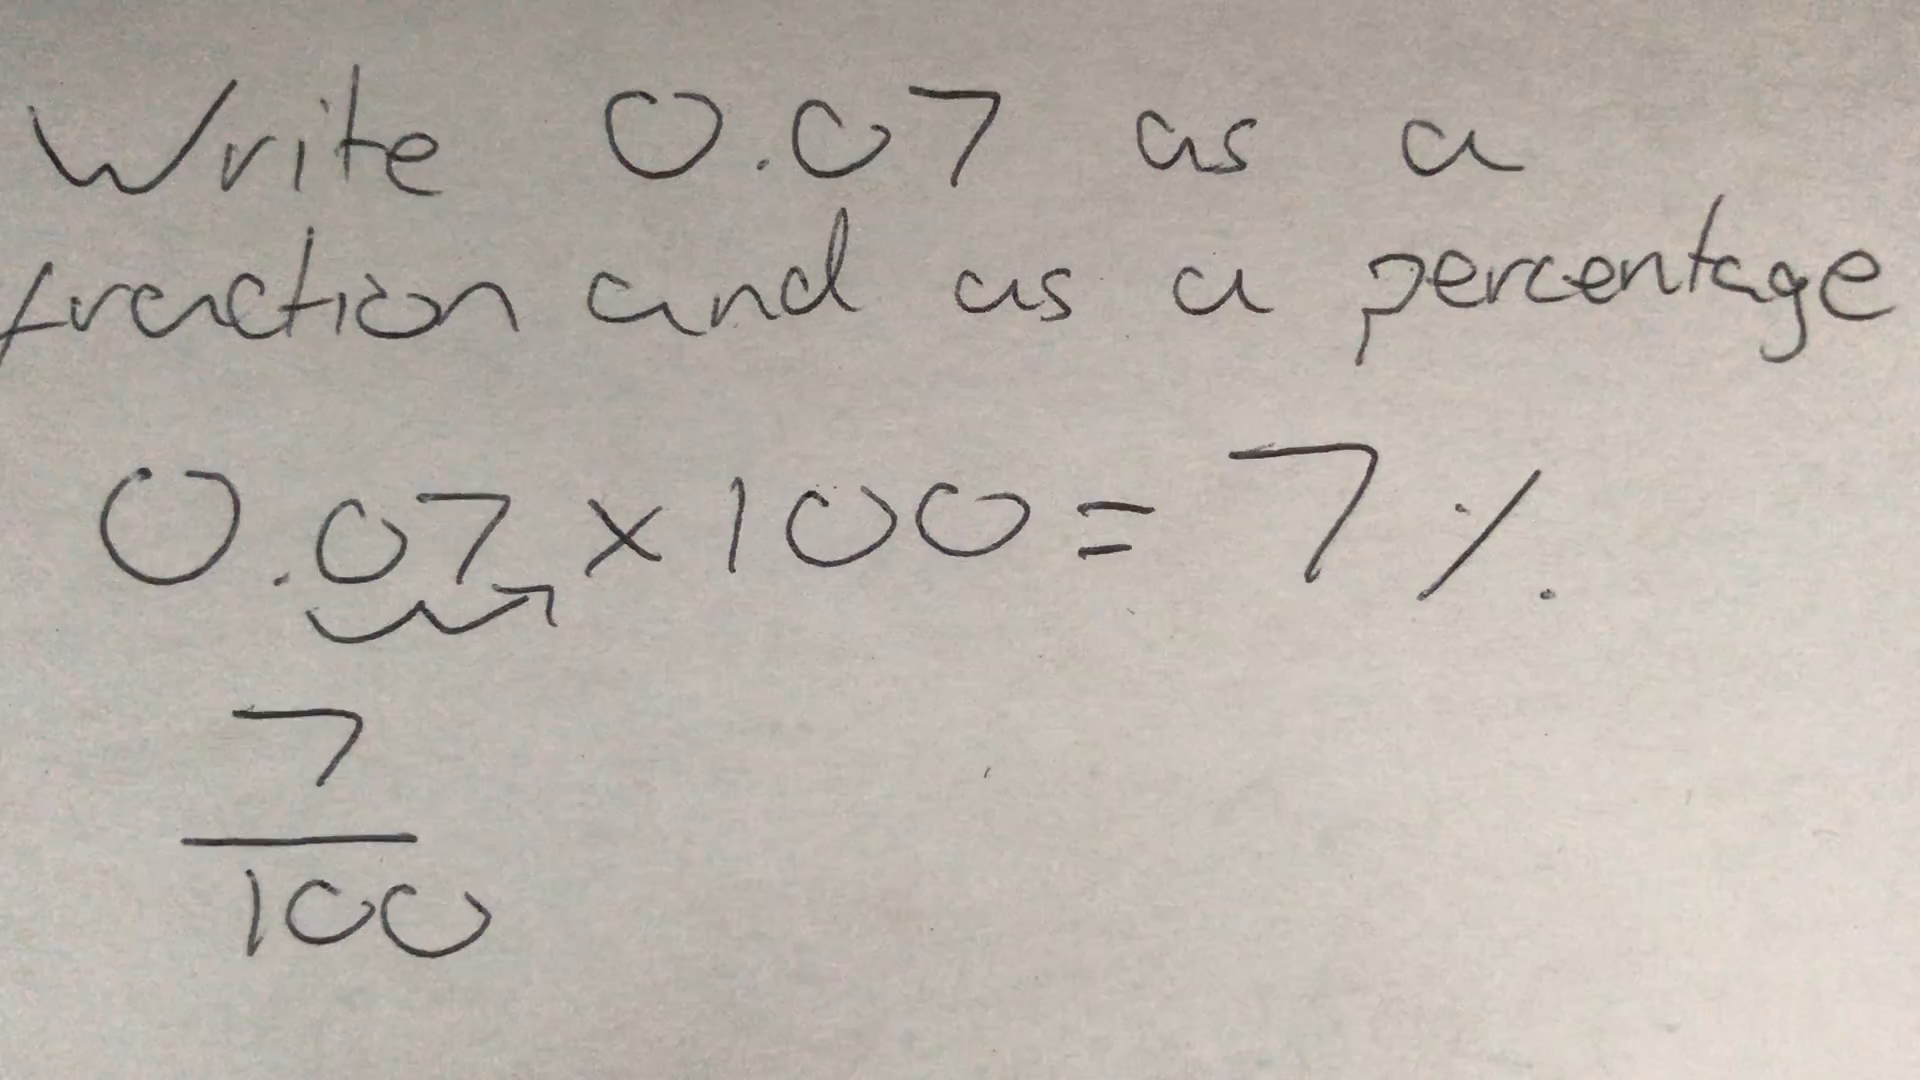 Write 0.07 as a
fraction and as a percentage
0.07 x 100 = 7%
7
100